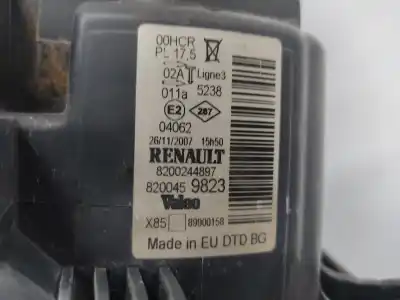 00HCR
PL 17,5
02A Ligne3
011a 5238
E2 287
04062
26/11/2007 15h50
RENAULT
8200244897
820045 9823
Valeo
X85 89900158
Made in EU DTD BG